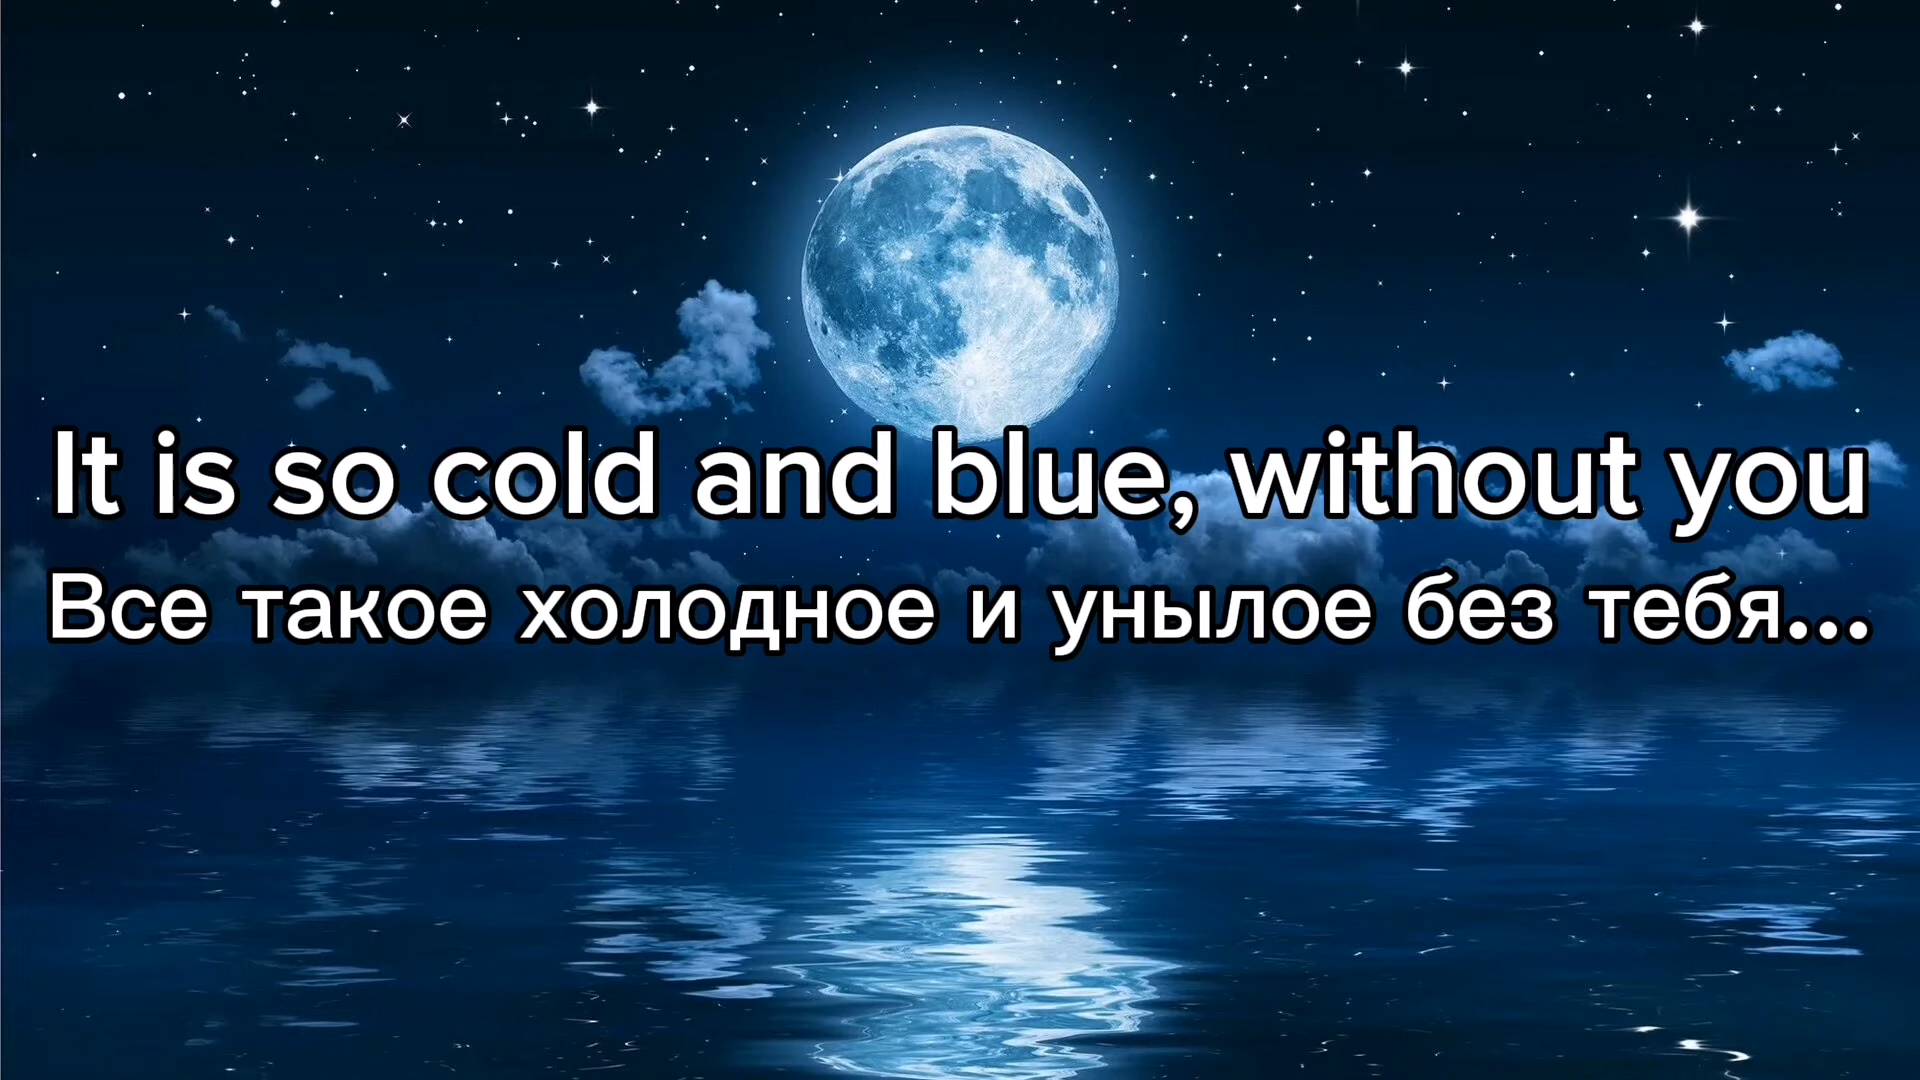 It is so cold and blue, without you
Все такое холодное и унылое без тебя...